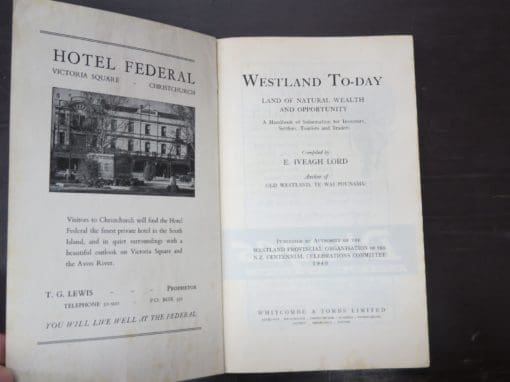 HOTEL FEDERAL
VICTORIA SQUARE - CHRISTCHURCH
Visitors to Christchurch will find the Hotel
Federal the finest private hotel in the South
Island, and its quiet surroundings with a
beautiful outlook on Victoria Square and
the Avon River.
T. G. LEWIS - - - PROPRIETOR
TELEPHONE P.O. BOX
YOU WILL LIVE WELL AT THE FEDERAL
WESTLAND TO-DAY
LAND OF NATURAL WEALTH
AND OPPORTUNITY
A Handbook of Information for Investors,
Settlers, Tourists and Traders
Compiled by
E. IVEAGH LORD
Author of
OLD WESTLAND, TE WAI POUNAMU
PUBLISHED BY AUTHORITY OF THE
WESTLAND PROVINCIAL ORGANISATION OF THE
N.Z. CENTENNIAL CELEBRATIONS COMMITTEE
1940
WHITCOMBE & TOMBS LIMITED